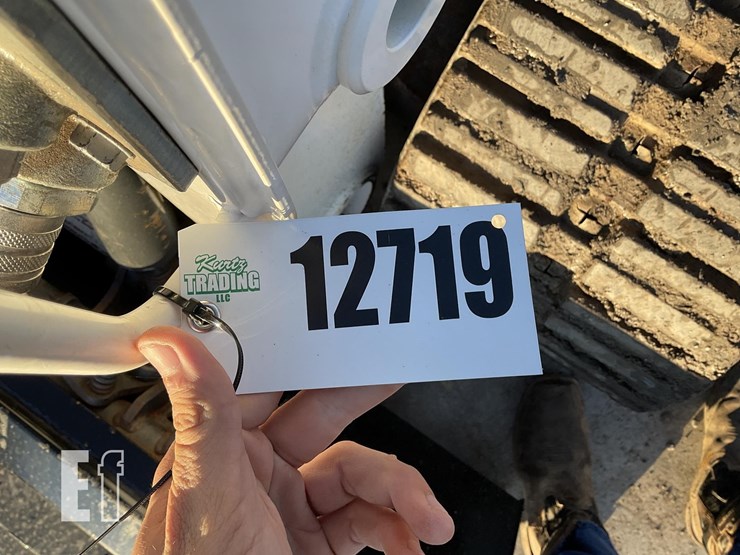 Kurtz
TRADING
LLC
12719
Ef